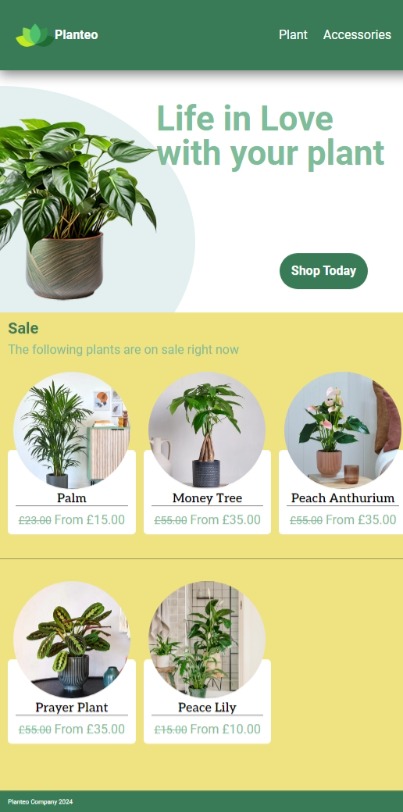 Planteo
Plant Accessories
Life in Love
with your plant
Shop Today
Sale
The following plants are on sale right now
Palm
£23.00 From £15.00
Money Tree
£55.00 From £35.00
Peach Anthurium
£55.00 From £35.00
Prayer Plant
£55.00 From £35.00
Peace Lily
£15.00 From £10.00
Planteo Company 2024